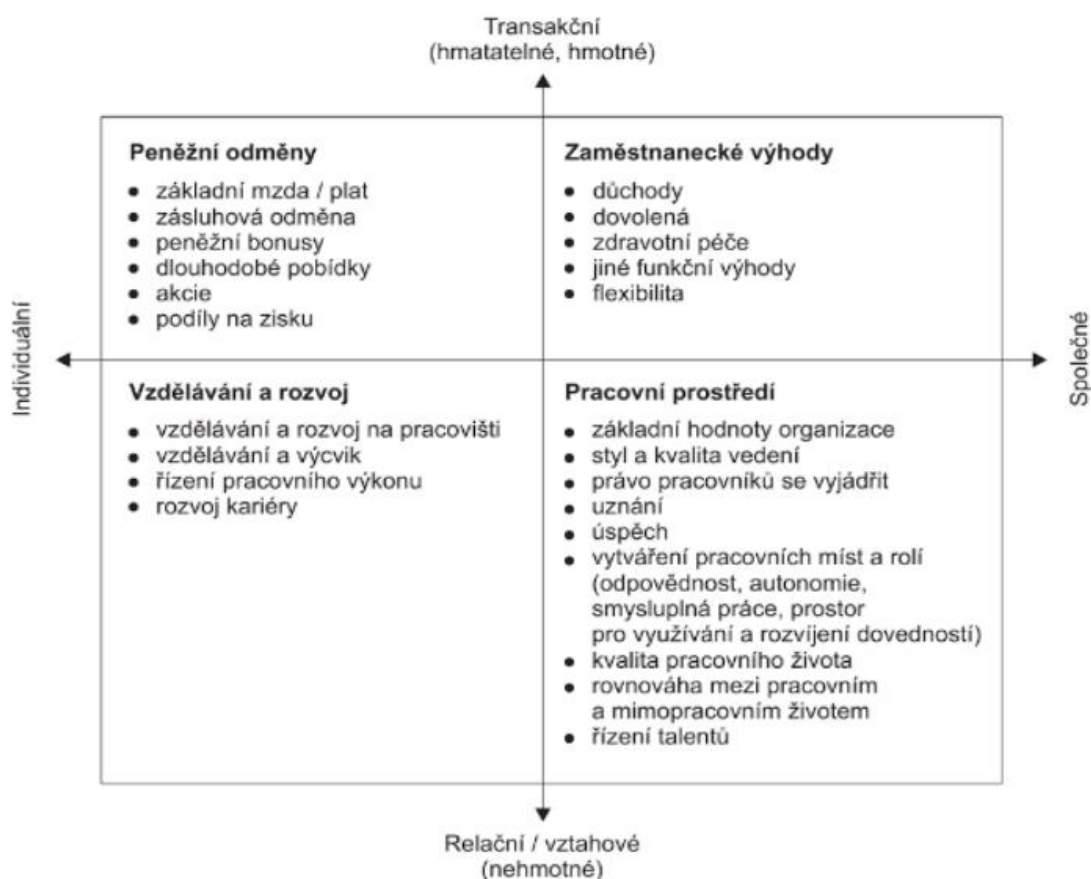 Transakční
(hmatatelné, hmotné)
Peněžní odměny
• základní mzda / plat
• zásluhová odměna
• peněžní bonusy
• dlouhodobé pobídky
• akcie
• podíly na zisku
Zaměstnanecké výhody
• důchody
• dovolená
• zdravotní péče
• jiné funkční výhody
• flexibilita
Individuální
Společné
Vzdělávání a rozvoj
• vzdělávání a rozvoj na pracovišti
• vzdělávání a výcvik
• řízení pracovního výkonu
• rozvoj kariéry
Pracovní prostředí
• základní hodnoty organizace
• styl a kvalita vedení
• právo pracovníků se vyjádřit
• uznání
• úspěch
• vytváření pracovních míst a rolí
(odpovědnost, autonomie,
smysluplná práce, prostor
pro využívání a rozvíjení dovedností)
• kvalita pracovního života
• rovnováha mezi pracovním
a mimopracovním životem
• řízení talentů
Relační / vztahové
(nehmotné)